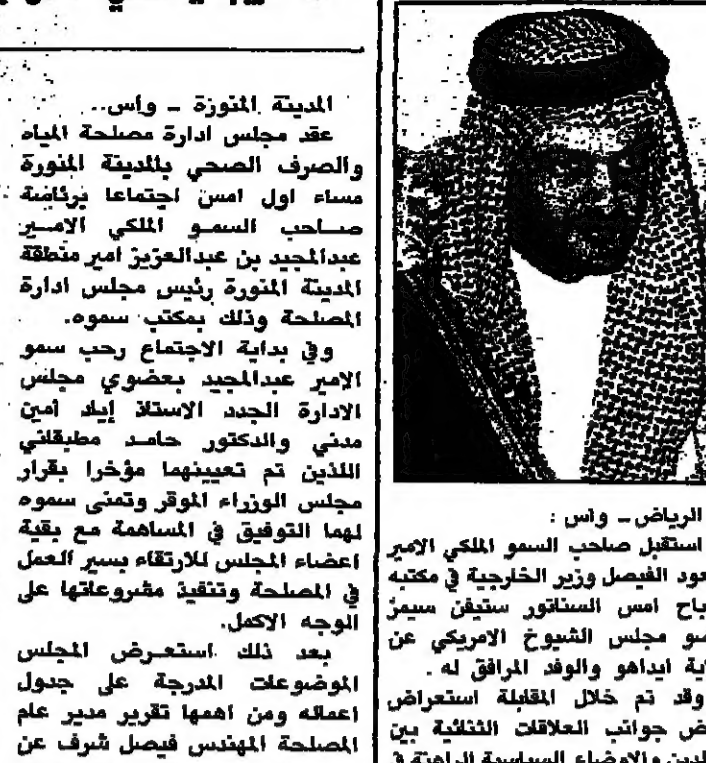 المدينة المنورة ـ واس..
عقد مجلس ادارة مصلحة المياه
والصرف الصحي بالمدينة المنورة
مساء اول امس اجتماعا برئاسة
صاحب السمو الملكي الامير
عبدالمجيد بن عبدالعزيز امير منطقة
المدينة المنورة رئيس مجلس ادارة
المصلحة وذلك بمكتب سموه.
وفي بداية الاجتماع رحب سمو
الامير عبدالمجيد بعضوي مجلس
الادارة الجدد الاستاذ إياد أمين
مدني والدكتور حامد مطبقاني
اللذين تم تعيينهما مؤخرا بقرار
مجلس الوزراء الموقر وتمنى سموه
لهما التوفيق في المساهمة مع بقية
اعضاء المجلس للارتقاء بسير العمل
في المصلحة وتنفيذ مشروعاتها على
الوجه الاكمل.
بعد ذلك استعرض المجلس
الموضوعات المدرجة على جدول
اعماله ومن اهمها تقرير مدير عام
المصلحة المهندس فيصل شرف عن
الرياض ـ واس :
استقبل صاحب السمو الملكي الامير
عود الفيصل وزير الخارجية في مكتبه
باح امس السناتور ستيفن سيمز
سو مجلس الشيوخ الامريكي عن
اية ايداهو والوفد المرافق له .
وقد تم خلال المقابلة استعراض
ض جوانب العلاقات الثنائية بين
لدين والاوضاع السياسية الراهنة في